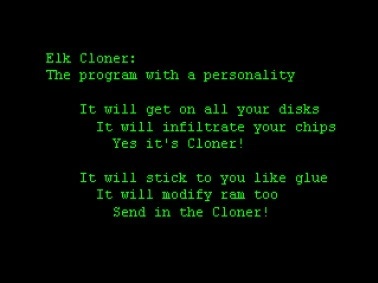 Elk Cloner:
The program with a personality
It will get on all your disks
It will infiltrate your chips
Yes it's Cloner!
It will stick to you like glue
It will modify ram too
Send in the Cloner!